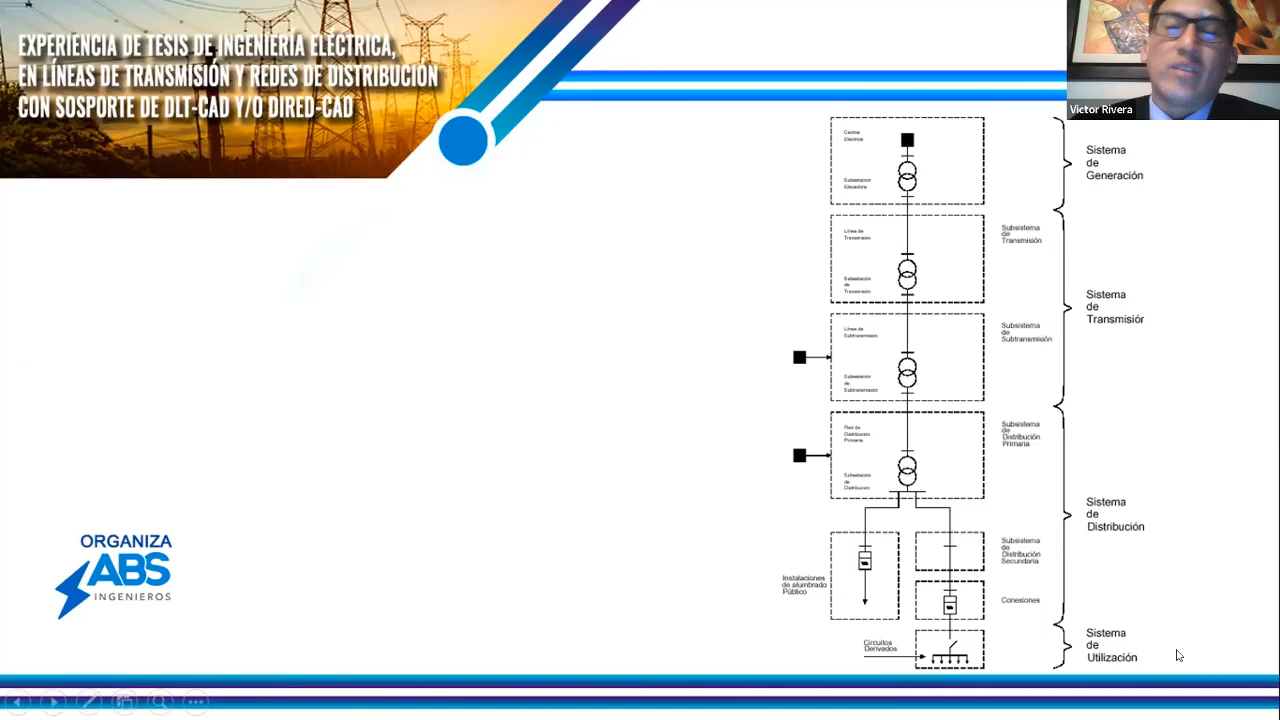 EXPERIENCIA DE TESIS DE INGENIERÍA ELÉCTRICA,
EN LÍNEAS DE TRANSMISIÓN Y REDES DE DISTRIBUCIÓN
CON SOSPORTE DE DLT-CAD Y/O DIRED-CAD
Victor Rivera
Central
Eléctrica
Subestación
Elevadora
Sistema
de
Generación
Línea de
Transmisión
Subestación
de
Transmisión
Subsistema
de
Transmisión
Línea de
Subtransmisión
Subestación
de
Subtransmisión
Subsistema
de
Subtransmisión
Sistema
de
Transmisiór
Red de
Distribución
Primaria
Subestación
de
Distribución
Subsistema
de
Distribución
Primaria
Instalaciones
de alumbrado
Público
Subsistema
de
Distribución
Secundaria
Conexiones
Sistema
de
Distribución
Circuitos
Derivados
Sistema
de
Utilización
ORGANIZA
ABS
INGENIEROS